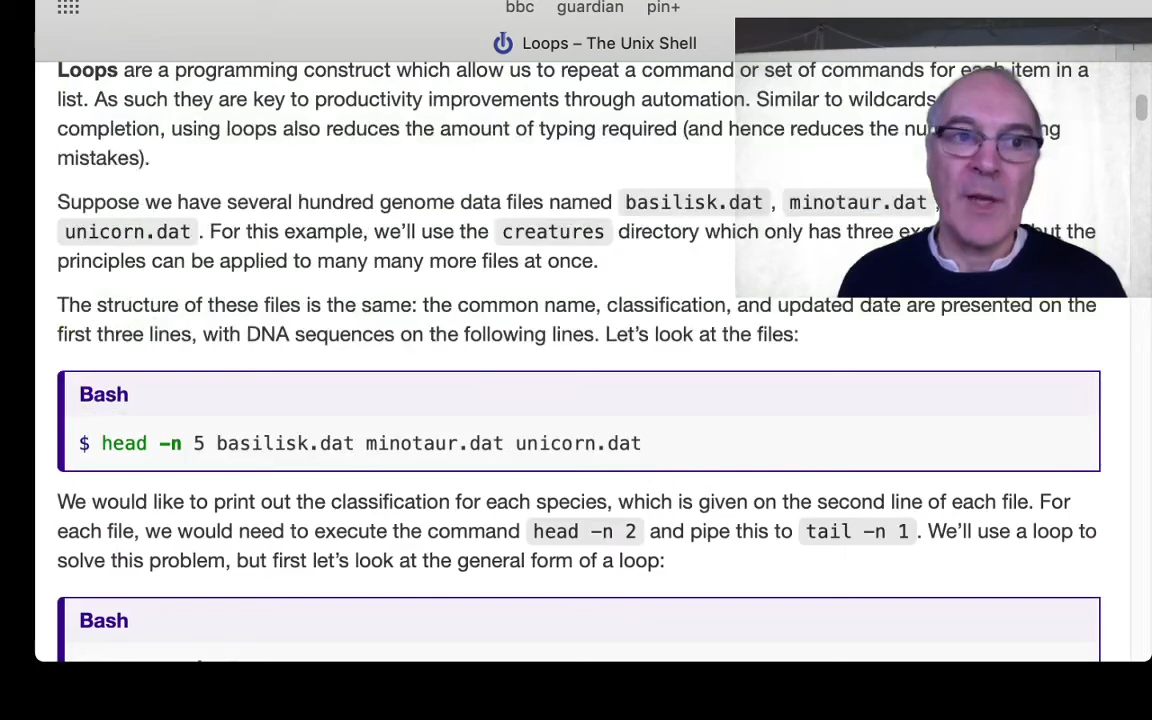 bbc guardian pin+
Loops – The Unix Shell
Loops are a programming construct which allow us to repeat a command or set of commands for each item in a
list. As such they are key to productivity improvements through automation. Similar to wildcards
completion, using loops also reduces the amount of typing required (and hence reduces the
mistakes).
Suppose we have several hundred genome data files named basilisk.dat , minotaur.dat ,
unicorn.dat . For this example, we’ll use the creatures directory which only has three but the
principles can be applied to many many more files at once.
The structure of these files is the same: the common name, classification, and updated date are presented on the
first three lines, with DNA sequences on the following lines. Let’s look at the files:
Bash
$ head -n 5 basilisk.dat minotaur.dat unicorn.dat
We would like to print out the classification for each species, which is given on the second line of each file. For
each file, we would need to execute the command head -n 2 and pipe this to tail -n 1 . We’ll use a loop to
solve this problem, but first let’s look at the general form of a loop:
Bash